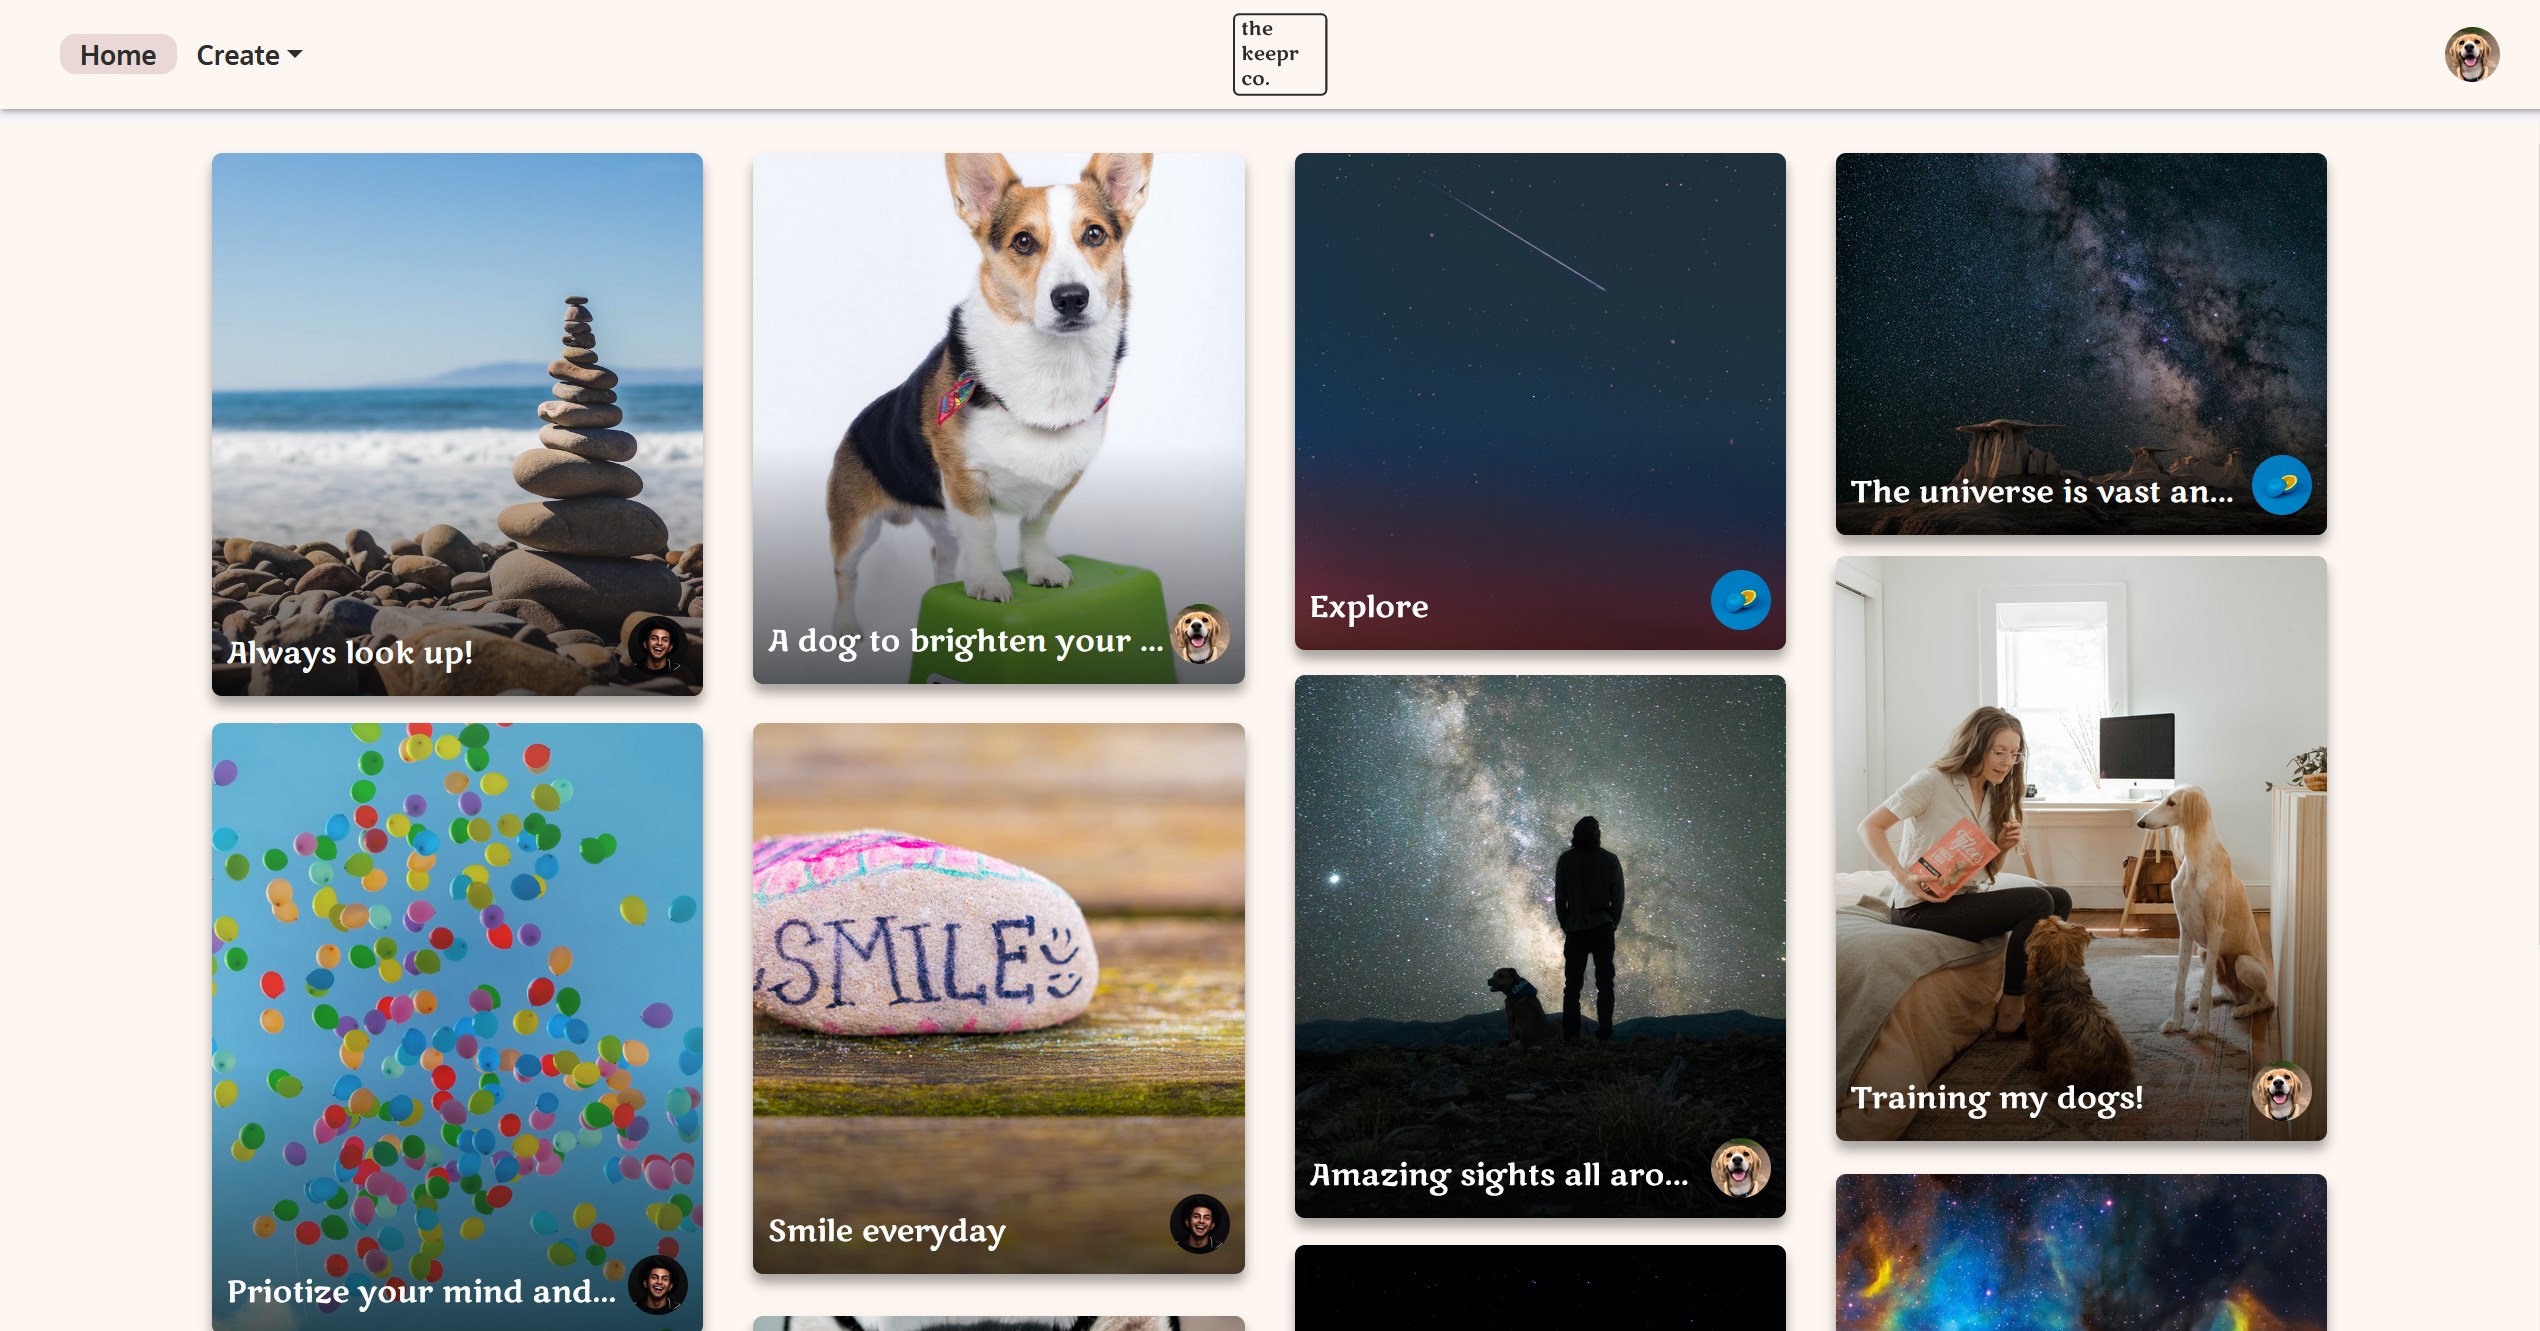 Home
Create
the
keepr
co.
Always look up!
A dog to brighten your ...
Explore
The universe is vast an...
Priotize your mind and...
SMILE
Smile everyday
Amazing sights all aro...
Training my dogs!